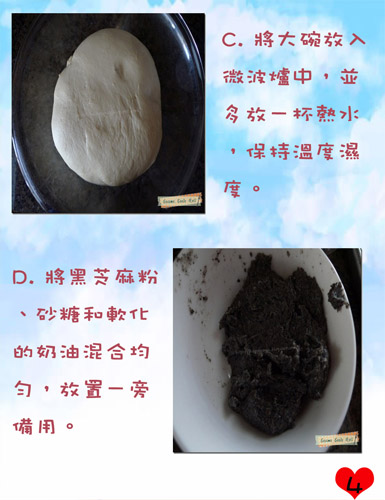 C. 將大碗放入
微波爐中，並
多放一杯熱水
，保持溫度濕
度。
D. 將黑芝麻粉
、砂糖和軟化
的奶油混合均
勻，放置一旁
備用。
4